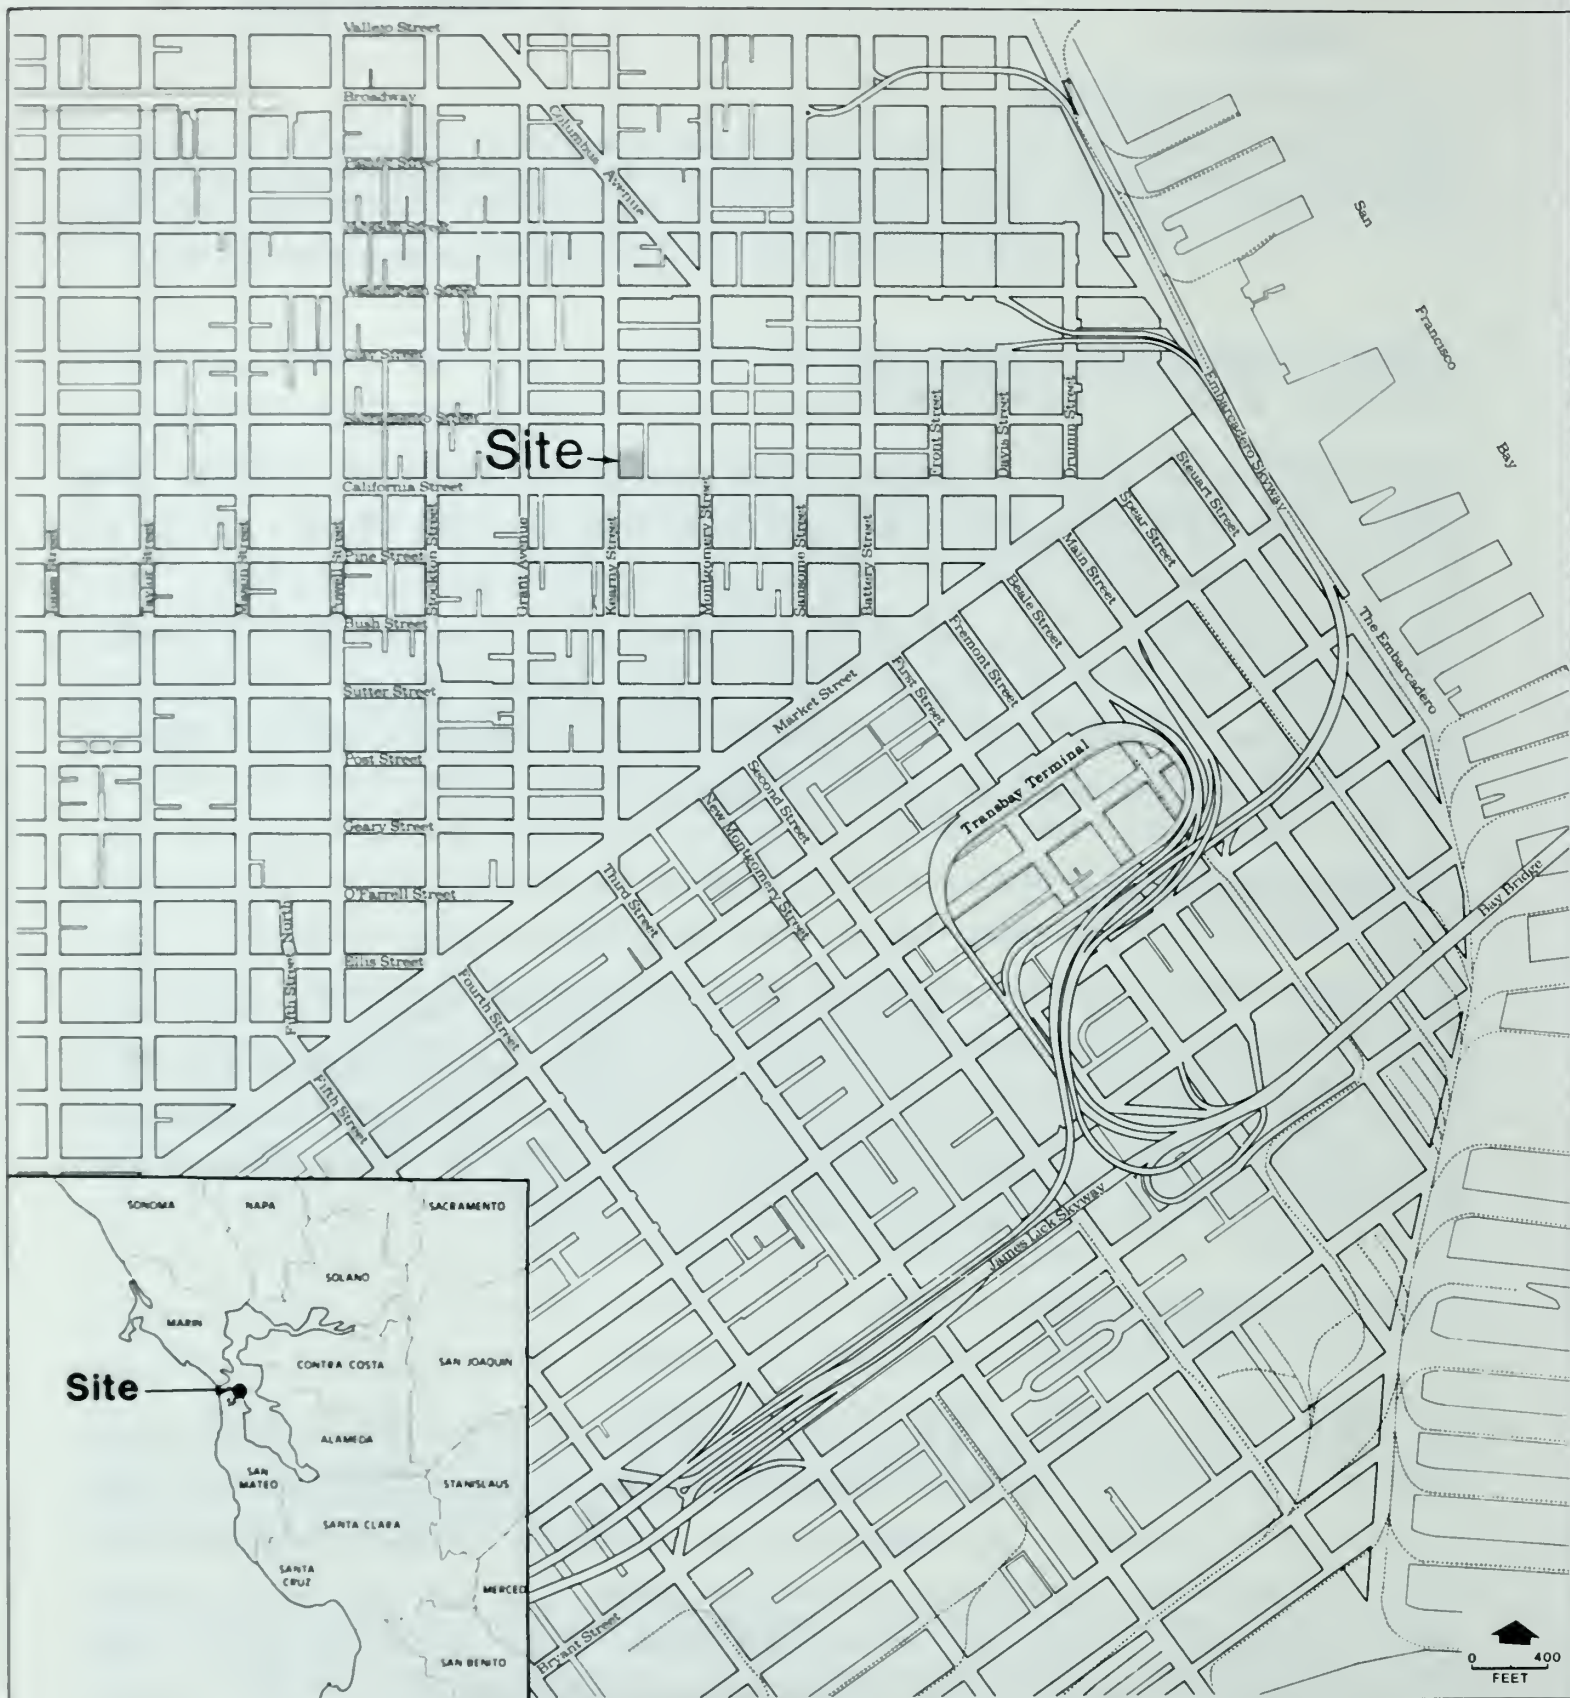 Vallejo Street
Broadway
Columbus Avenue
San Francisco Bay
Washington Street
Clay Street
Sacramento Street
Site
California Street
Front Street
Davis Street
Drumm Street
Embarcadero Skyway
Steuart Street
Spear Street
Main Street
Beale Street
Fremont Street
First Street
Jones Street
Taylor Street
Mason Street
Powell Street
Stockton Street
Grant Avenue
Kearny Street
Montgomery Street
Sansome Street
Battery Street
Pine Street
Bush Street
Sutter Street
The Embarcadero
Market Street
Post Street
Second Street
New Montgomery Street
Transbay Terminal
Geary Street
Third Street
O'Farrell Street
Bay Bridge
Fifth Street North
Ellis Street
Fourth Street
Fifth Street
James Lick Skyway
Bryant Street
SONOMA
NAPA
SACRAMENTO
SOLANO
MARIN
CONTRA COSTA
SAN JOAQUIN
Site
ALAMEDA
SAN
MATEO
STANISLAUS
SANTA CLARA
SANTA
CRUZ
MERCED
SAN BENITO
0 400
FEET